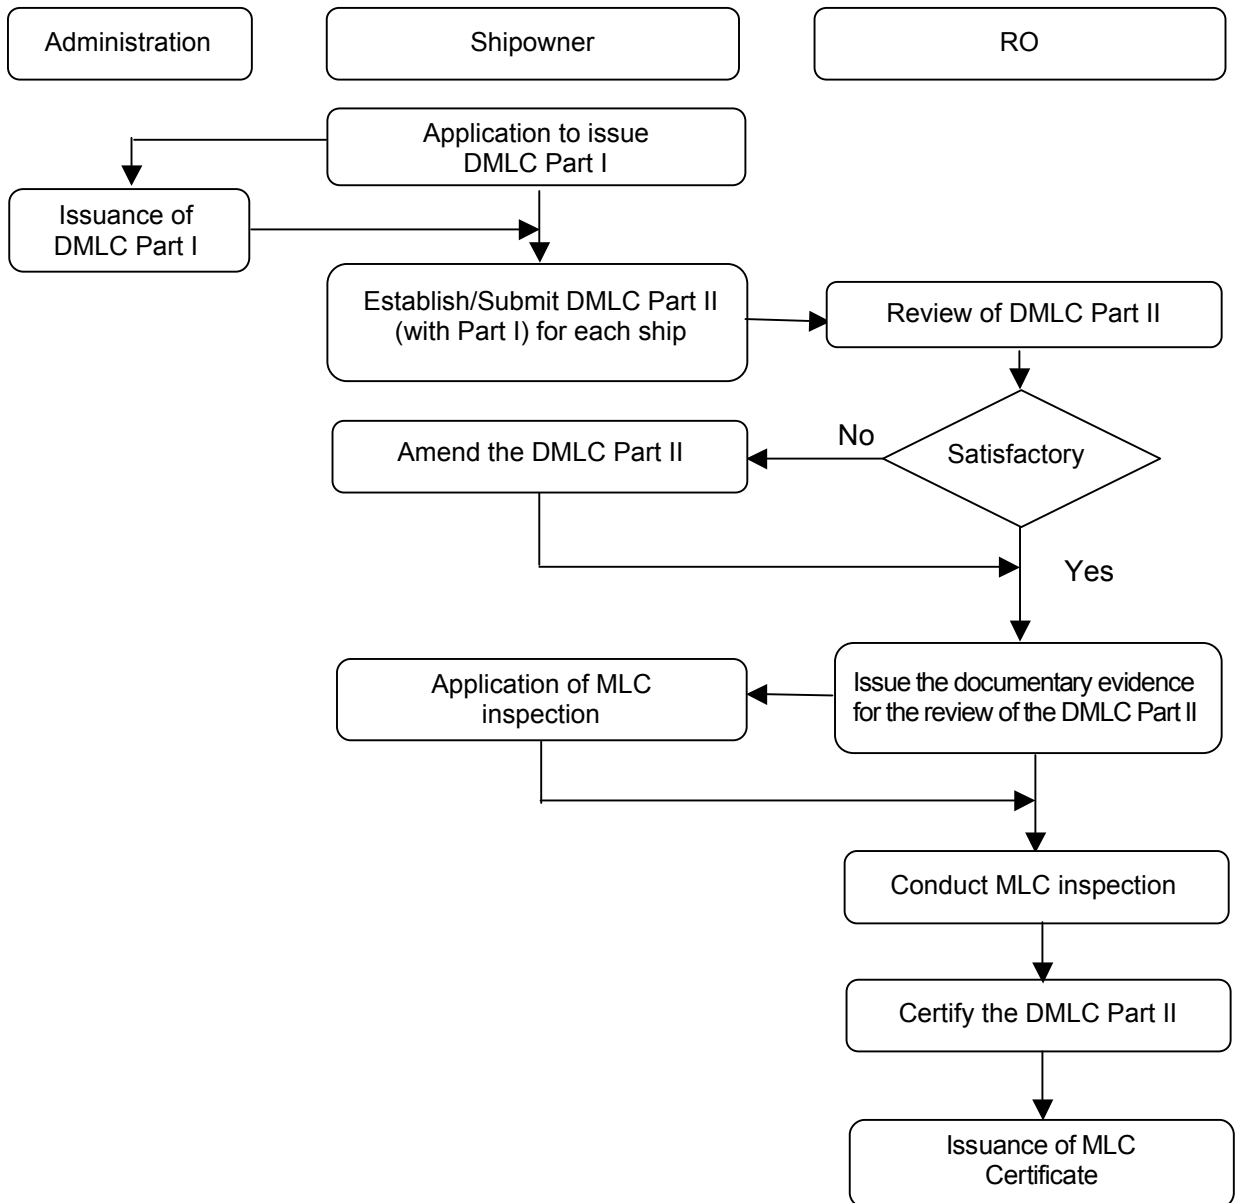 Administration
Shipowner
RO
Application to issue
DMLC Part I
Issuance of
DMLC Part I
Establish/Submit DMLC Part II
(with Part I) for each ship
Review of DMLC Part II
Satisfactory
No
Amend the DMLC Part II
Yes
Issue the documentary evidence
for the review of the DMLC Part II
Application of MLC
inspection
Conduct MLC inspection
Certify the DMLC Part II
Issuance of MLC
Certificate